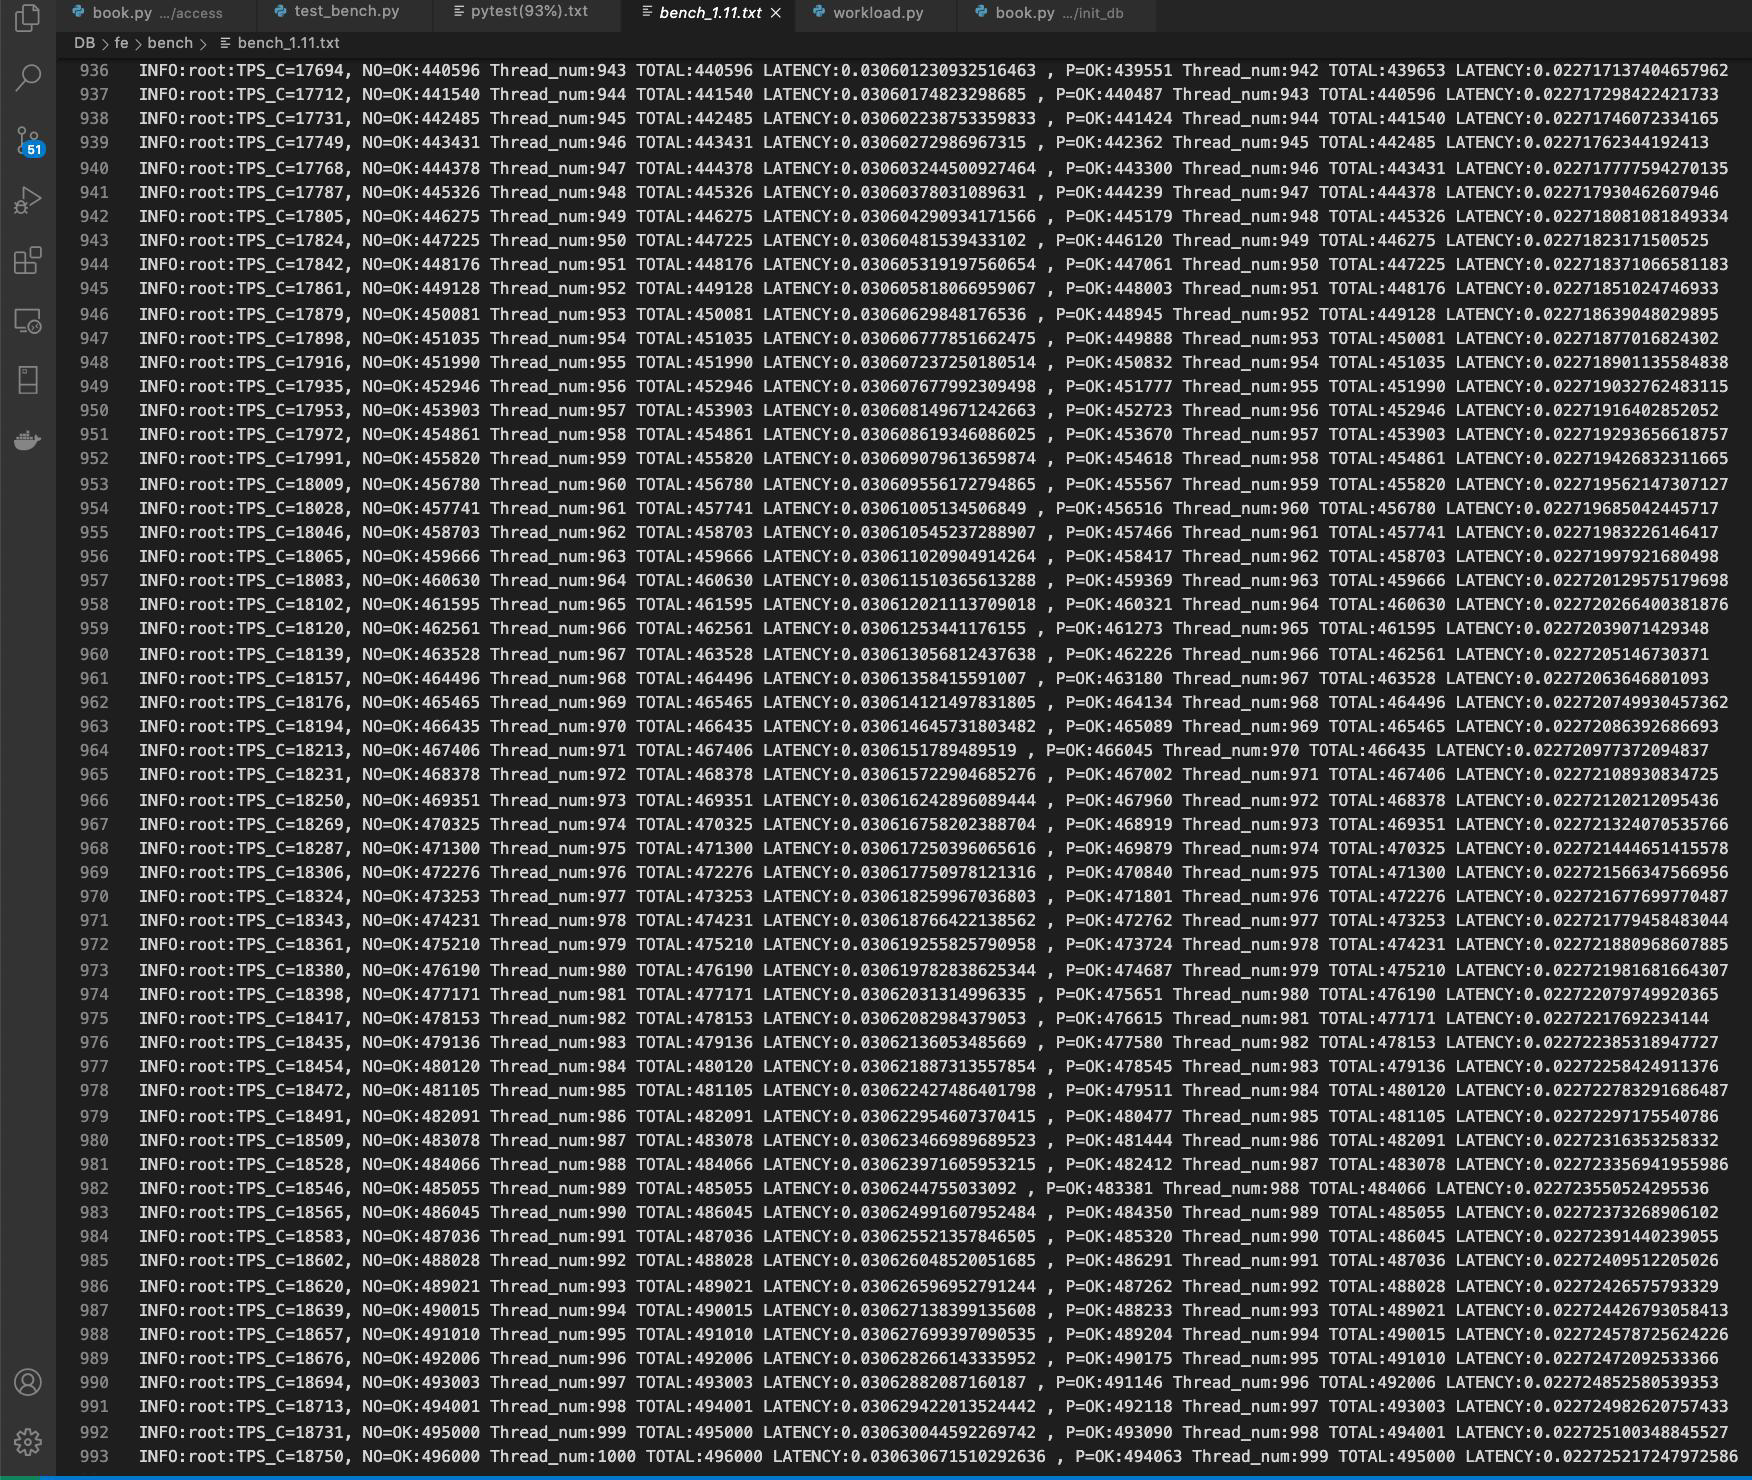 book.py .../access test_bench.py pytest(93%).txt bench_1.11.txt workload.py book.py .../init_db
DB fe bench bench_1.11.txt
51
936 INFO:root:TPS_C=17694, NO=OK:440596 Thread_num:943 TOTAL:440596 LATENCY:0.030601230932516463 , P=OK:439551 Thread_num:942 TOTAL:439653 LATENCY:0.022717137404657962
937 INFO:root:TPS_C=17712, NO=OK:441540 Thread_num:944 TOTAL:441540 LATENCY:0.03060174823298685 , P=OK:440487 Thread_num:943 TOTAL:440596 LATENCY:0.022717298422421733
938 INFO:root:TPS_C=17731, NO=OK:442485 Thread_num:945 TOTAL:442485 LATENCY:0.030602238753359833 , P=OK:441424 Thread_num:944 TOTAL:441540 LATENCY:0.02271746072334165
939 INFO:root:TPS_C=17749, NO=OK:443431 Thread_num:946 TOTAL:443431 LATENCY:0.03060272986967315 , P=OK:442362 Thread_num:945 TOTAL:442485 LATENCY:0.02271762344192413
940 INFO:root:TPS_C=17768, NO=OK:444378 Thread_num:947 TOTAL:444378 LATENCY:0.030603244500927464 , P=OK:443300 Thread_num:946 TOTAL:443431 LATENCY:0.022717777594270135
941 INFO:root:TPS_C=17787, NO=OK:445326 Thread_num:948 TOTAL:445326 LATENCY:0.03060378031089631 , P=OK:444239 Thread_num:947 TOTAL:444378 LATENCY:0.022717930462607946
942 INFO:root:TPS_C=17805, NO=OK:446275 Thread_num:949 TOTAL:446275 LATENCY:0.030604290934171566 , P=OK:445179 Thread_num:948 TOTAL:445326 LATENCY:0.022718081081849334
943 INFO:root:TPS_C=17824, NO=OK:447225 Thread_num:950 TOTAL:447225 LATENCY:0.03060481539433102 , P=OK:446120 Thread_num:949 TOTAL:446275 LATENCY:0.02271823171500525
944 INFO:root:TPS_C=17842, NO=OK:448176 Thread_num:951 TOTAL:448176 LATENCY:0.030605319197560654 , P=OK:447061 Thread_num:950 TOTAL:447225 LATENCY:0.022718371066581183
945 INFO:root:TPS_C=17861, NO=OK:449128 Thread_num:952 TOTAL:449128 LATENCY:0.030605818066959067 , P=OK:448003 Thread_num:951 TOTAL:448176 LATENCY:0.02271851024746933
946 INFO:root:TPS_C=17879, NO=OK:450081 Thread_num:953 TOTAL:450081 LATENCY:0.03060629848176536 , P=OK:448945 Thread_num:952 TOTAL:449128 LATENCY:0.022718639048029895
947 INFO:root:TPS_C=17898, NO=OK:451035 Thread_num:954 TOTAL:451035 LATENCY:0.030606777851662475 , P=OK:449888 Thread_num:953 TOTAL:450081 LATENCY:0.02271877016824302
948 INFO:root:TPS_C=17916, NO=OK:451990 Thread_num:955 TOTAL:451990 LATENCY:0.030607237250180514 , P=OK:450832 Thread_num:954 TOTAL:451035 LATENCY:0.022718901135584838
949 INFO:root:TPS_C=17935, NO=OK:452946 Thread_num:956 TOTAL:452946 LATENCY:0.030607677992309498 , P=OK:451777 Thread_num:955 TOTAL:451990 LATENCY:0.022719032762483115
950 INFO:root:TPS_C=17953, NO=OK:453903 Thread_num:957 TOTAL:453903 LATENCY:0.030608149671242663 , P=OK:452723 Thread_num:956 TOTAL:452946 LATENCY:0.02271916402852052
951 INFO:root:TPS_C=17972, NO=OK:454861 Thread_num:958 TOTAL:454861 LATENCY:0.030608619346086025 , P=OK:453670 Thread_num:957 TOTAL:453903 LATENCY:0.022719293656618757
952 INFO:root:TPS_C=17991, NO=OK:455820 Thread_num:959 TOTAL:455820 LATENCY:0.030609079613659874 , P=OK:454618 Thread_num:958 TOTAL:454861 LATENCY:0.022719426832311665
953 INFO:root:TPS_C=18009, NO=OK:456780 Thread_num:960 TOTAL:456780 LATENCY:0.030609556172794865 , P=OK:455567 Thread_num:959 TOTAL:455820 LATENCY:0.022719562147307127
954 INFO:root:TPS_C=18028, NO=OK:457741 Thread_num:961 TOTAL:457741 LATENCY:0.03061005134506849 , P=OK:456516 Thread_num:960 TOTAL:456780 LATENCY:0.022719685042445717
955 INFO:root:TPS_C=18046, NO=OK:458703 Thread_num:962 TOTAL:458703 LATENCY:0.030610545237288907 , P=OK:457466 Thread_num:961 TOTAL:457741 LATENCY:0.02271983226146417
956 INFO:root:TPS_C=18065, NO=OK:459666 Thread_num:963 TOTAL:459666 LATENCY:0.030611020904914264 , P=OK:458417 Thread_num:962 TOTAL:458703 LATENCY:0.022719979216804​98
957 INFO:root:TPS_C=18083, NO=OK:460630 Thread_num:964 TOTAL:460630 LATENCY:0.030611510365613288 , P=OK:459369 Thread_num:963 TOTAL:459666 LATENCY:0.022720129575179698
958 INFO:root:TPS_C=18102, NO=OK:461595 Thread_num:965 TOTAL:461595 LATENCY:0.030612021113709018 , P=OK:460321 Thread_num:964 TOTAL:460630 LATENCY:0.022720266400381876
959 INFO:root:TPS_C=18120, NO=OK:462561 Thread_num:966 TOTAL:462561 LATENCY:0.03061253441176155 , P=OK:461273 Thread_num:965 TOTAL:461595 LATENCY:0.02272039071429348
960 INFO:root:TPS_C=18139, NO=OK:463528 Thread_num:967 TOTAL:463528 LATENCY:0.030613056812437638 , P=OK:462226 Thread_num:966 TOTAL:462561 LATENCY:0.0227205146730371
961 INFO:root:TPS_C=18157, NO=OK:464496 Thread_num:968 TOTAL:464496 LATENCY:0.03061358415591007 , P=OK:463180 Thread_num:967 TOTAL:463528 LATENCY:0.02272063646801093
962 INFO:root:TPS_C=18176, NO=OK:465465 Thread_num:969 TOTAL:465465 LATENCY:0.030614121497831805 , P=OK:464134 Thread_num:968 TOTAL:464496 LATENCY:0.022720749930457362
963 INFO:root:TPS_C=18194, NO=OK:466435 Thread_num:970 TOTAL:466435 LATENCY:0.030614645731803482 , P=OK:465089 Thread_num:969 TOTAL:465465 LATENCY:0.02272086392686693
964 INFO:root:TPS_C=18213, NO=OK:467406 Thread_num:971 TOTAL:467406 LATENCY:0.0306151789489519 , P=OK:466045 Thread_num:970 TOTAL:466435 LATENCY:0.022720977372094837
965 INFO:root:TPS_C=18231, NO=OK:468378 Thread_num:972 TOTAL:468378 LATENCY:0.030615722904685276 , P=OK:467002 Thread_num:971 TOTAL:467406 LATENCY:0.02272108930834725
966 INFO:root:TPS_C=18250, NO=OK:469351 Thread_num:973 TOTAL:469351 LATENCY:0.030616242896089444 , P=OK:467960 Thread_num:972 TOTAL:468378 LATENCY:0.02272120212095436
967 INFO:root:TPS_C=18269, NO=OK:470325 Thread_num:974 TOTAL:470325 LATENCY:0.030616758202388704 , P=OK:468919 Thread_num:973 TOTAL:469351 LATENCY:0.022721324070535766
968 INFO:root:TPS_C=18287, NO=OK:471300 Thread_num:975 TOTAL:471300 LATENCY:0.030617250396065616 , P=OK:469879 Thread_num:974 TOTAL:470325 LATENCY:0.022721444651415578
969 INFO:root:TPS_C=18306, NO=OK:472276 Thread_num:976 TOTAL:472276 LATENCY:0.030617750978121316 , P=OK:470840 Thread_num:975 TOTAL:471300 LATENCY:0.022721566347566956
970 INFO:root:TPS_C=18324, NO=OK:473253 Thread_num:977 TOTAL:473253 LATENCY:0.030618259967036803 , P=OK:471801 Thread_num:976 TOTAL:472276 LATENCY:0.022721677699770487
971 INFO:root:TPS_C=18343, NO=OK:474231 Thread_num:978 TOTAL:474231 LATENCY:0.030618766422138562 , P=OK:472762 Thread_num:977 TOTAL:473253 LATENCY:0.022721779458483044
972 INFO:root:TPS_C=18361, NO=OK:475210 Thread_num:979 TOTAL:475210 LATENCY:0.030619255825790958 , P=OK:473724 Thread_num:978 TOTAL:474231 LATENCY:0.022721880968607885
973 INFO:root:TPS_C=18380, NO=OK:476190 Thread_num:980 TOTAL:476190 LATENCY:0.030619782838625344 , P=OK:474687 Thread_num:979 TOTAL:475210 LATENCY:0.022721981681664307
974 INFO:root:TPS_C=18398, NO=OK:477171 Thread_num:981 TOTAL:477171 LATENCY:0.03062031314996335 , P=OK:475651 Thread_num:980 TOTAL:476190 LATENCY:0.022722079749920365
975 INFO:root:TPS_C=18417, NO=OK:478153 Thread_num:982 TOTAL:478153 LATENCY:0.03062082984379053 , P=OK:476615 Thread_num:981 TOTAL:477171 LATENCY:0.02272217692234144
976 INFO:root:TPS_C=18435, NO=OK:479136 Thread_num:983 TOTAL:479136 LATENCY:0.03062136053485669 , P=OK:477580 Thread_num:982 TOTAL:478153 LATENCY:0.022722385318947727
977 INFO:root:TPS_C=18454, NO=OK:480120 Thread_num:984 TOTAL:480120 LATENCY:0.030621887313557854 , P=OK:478545 Thread_num:983 TOTAL:479136 LATENCY:0.02272258424911376
978 INFO:root:TPS_C=18472, NO=OK:481105 Thread_num:985 TOTAL:481105 LATENCY:0.030622427486401798 , P=OK:479511 Thread_num:984 TOTAL:480120 LATENCY:0.022722783291686487
979 INFO:root:TPS_C=18491, NO=OK:482091 Thread_num:986 TOTAL:482091 LATENCY:0.030622954607370415 , P=OK:480477 Thread_num:985 TOTAL:481105 LATENCY:0.02272297175540786
980 INFO:root:TPS_C=18509, NO=OK:483078 Thread_num:987 TOTAL:483078 LATENCY:0.030623466989689523 , P=OK:481444 Thread_num:986 TOTAL:482091 LATENCY:0.02272316353258332
981 INFO:root:TPS_C=18528, NO=OK:484066 Thread_num:988 TOTAL:484066 LATENCY:0.030623971605953215 , P=OK:482412 Thread_num:987 TOTAL:483078 LATENCY:0.022723356941955986
982 INFO:root:TPS_C=18546, NO=OK:485055 Thread_num:989 TOTAL:485055 LATENCY:0.0306244755033092 , P=OK:483381 Thread_num:988 TOTAL:484066 LATENCY:0.022723550524295536
983 INFO:root:TPS_C=18565, NO=OK:486045 Thread_num:990 TOTAL:486045 LATENCY:0.030624991607952484 , P=OK:484350 Thread_num:989 TOTAL:485055 LATENCY:0.02272373268906102
984 INFO:root:TPS_C=18583, NO=OK:487036 Thread_num:991 TOTAL:487036 LATENCY:0.030625521357846505 , P=OK:485320 Thread_num:990 TOTAL:486045 LATENCY:0.02272391440239055
985 INFO:root:TPS_C=18602, NO=OK:488028 Thread_num:992 TOTAL:488028 LATENCY:0.030626048520051685 , P=OK:486291 Thread_num:991 TOTAL:487036 LATENCY:0.02272409512205026
986 INFO:root:TPS_C=18620, NO=OK:489021 Thread_num:993 TOTAL:489021 LATENCY:0.030626596952791244 , P=OK:487262 Thread_num:992 TOTAL:488028 LATENCY:0.02272426575793329
987 INFO:root:TPS_C=18639, NO=OK:490015 Thread_num:994 TOTAL:490015 LATENCY:0.030627138399135608 , P=OK:488233 Thread_num:993 TOTAL:489021 LATENCY:0.022724426793058413
988 INFO:root:TPS_C=18657, NO=OK:491010 Thread_num:995 TOTAL:491010 LATENCY:0.030627699397090535 , P=OK:489204 Thread_num:994 TOTAL:490015 LATENCY:0.022724578725624226
989 INFO:root:TPS_C=18676, NO=OK:492006 Thread_num:996 TOTAL:492006 LATENCY:0.030628266143335952 , P=OK:490175 Thread_num:995 TOTAL:491010 LATENCY:0.02272472092533366
990 INFO:root:TPS_C=18694, NO=OK:493003 Thread_num:997 TOTAL:493003 LATENCY:0.03062882087160187 , P=OK:491146 Thread_num:996 TOTAL:492006 LATENCY:0.022724852580539353
991 INFO:root:TPS_C=18713, NO=OK:494001 Thread_num:998 TOTAL:494001 LATENCY:0.030629422013524442 , P=OK:492118 Thread_num:997 TOTAL:493003 LATENCY:0.022724982620757433
992 INFO:root:TPS_C=18731, NO=OK:495000 Thread_num:999 TOTAL:495000 LATENCY:0.030630044592269742 , P=OK:493090 Thread_num:998 TOTAL:494001 LATENCY:0.022725100348845527
993 INFO:root:TPS_C=18750, NO=OK:496000 Thread_num:1000 TOTAL:496000 LATENCY:0.030630671510292636 , P=OK:494063 Thread_num:999 TOTAL:495000 LATENCY:0.022725217247972586